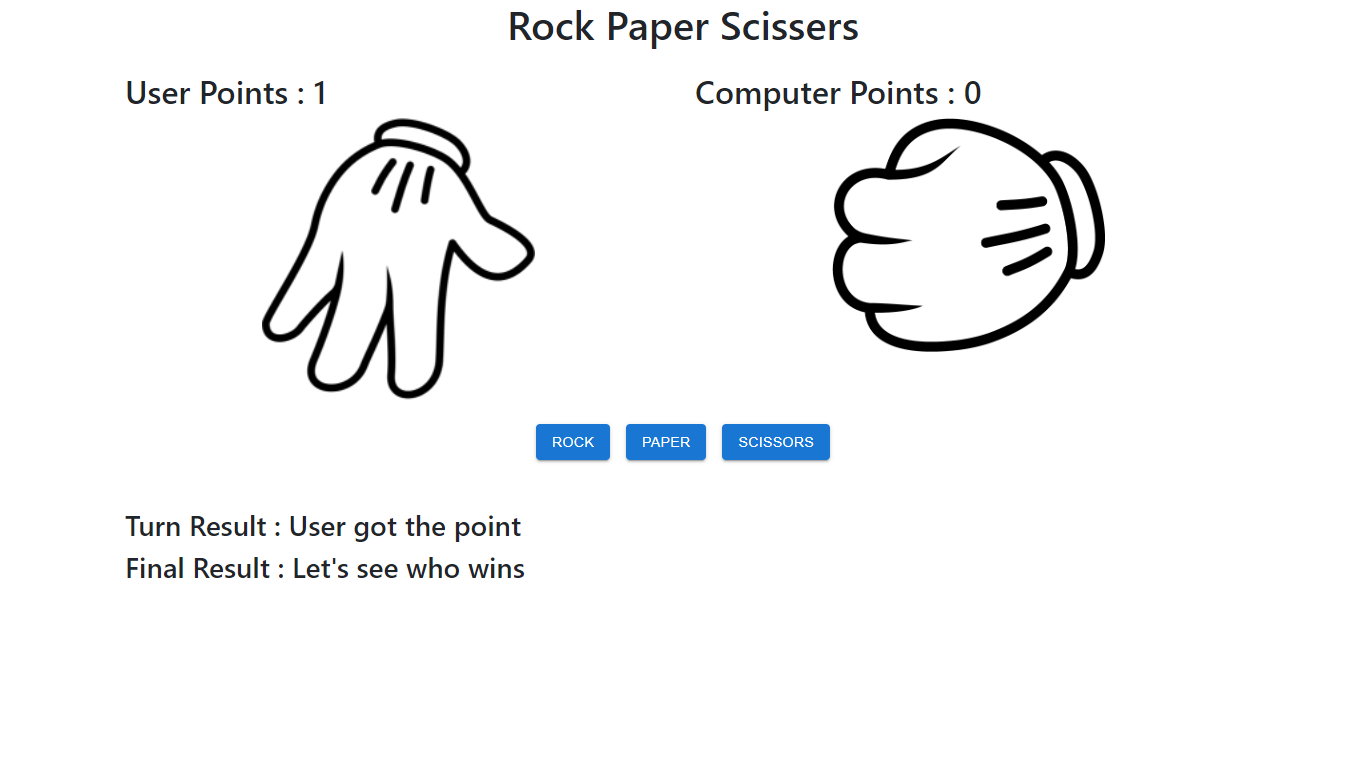 Rock Paper Scissers
User Points : 1
Computer Points : 0
ROCK
PAPER
SCISSORS
Turn Result : User got the point
Final Result : Let's see who wins